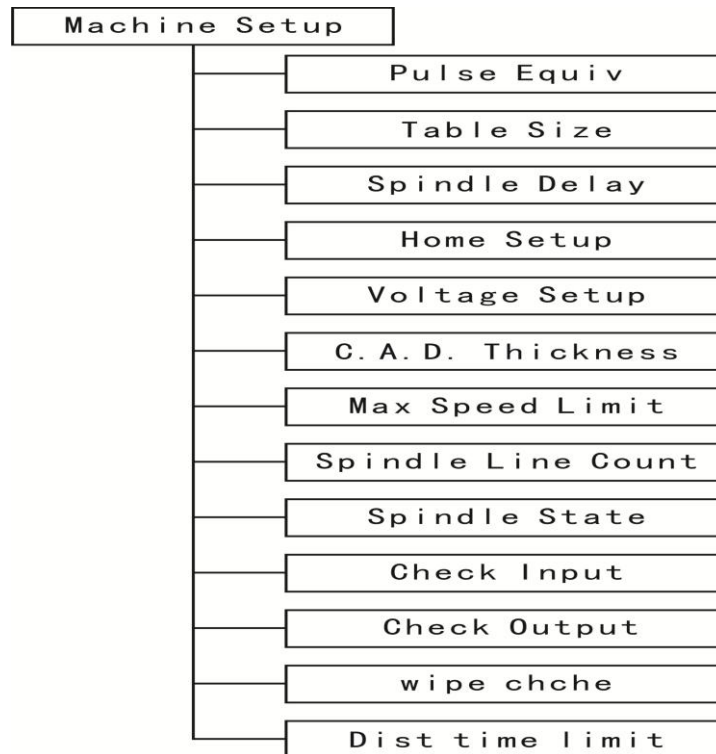 Machine Setup
Pulse Equiv
Table Size
Spindle Delay
Home Setup
Voltage Setup
C.A.D. Thickness
Max Speed Limit
Spindle Line Count
Spindle State
Check Input
Check Output
wipe chche
Dist time limit